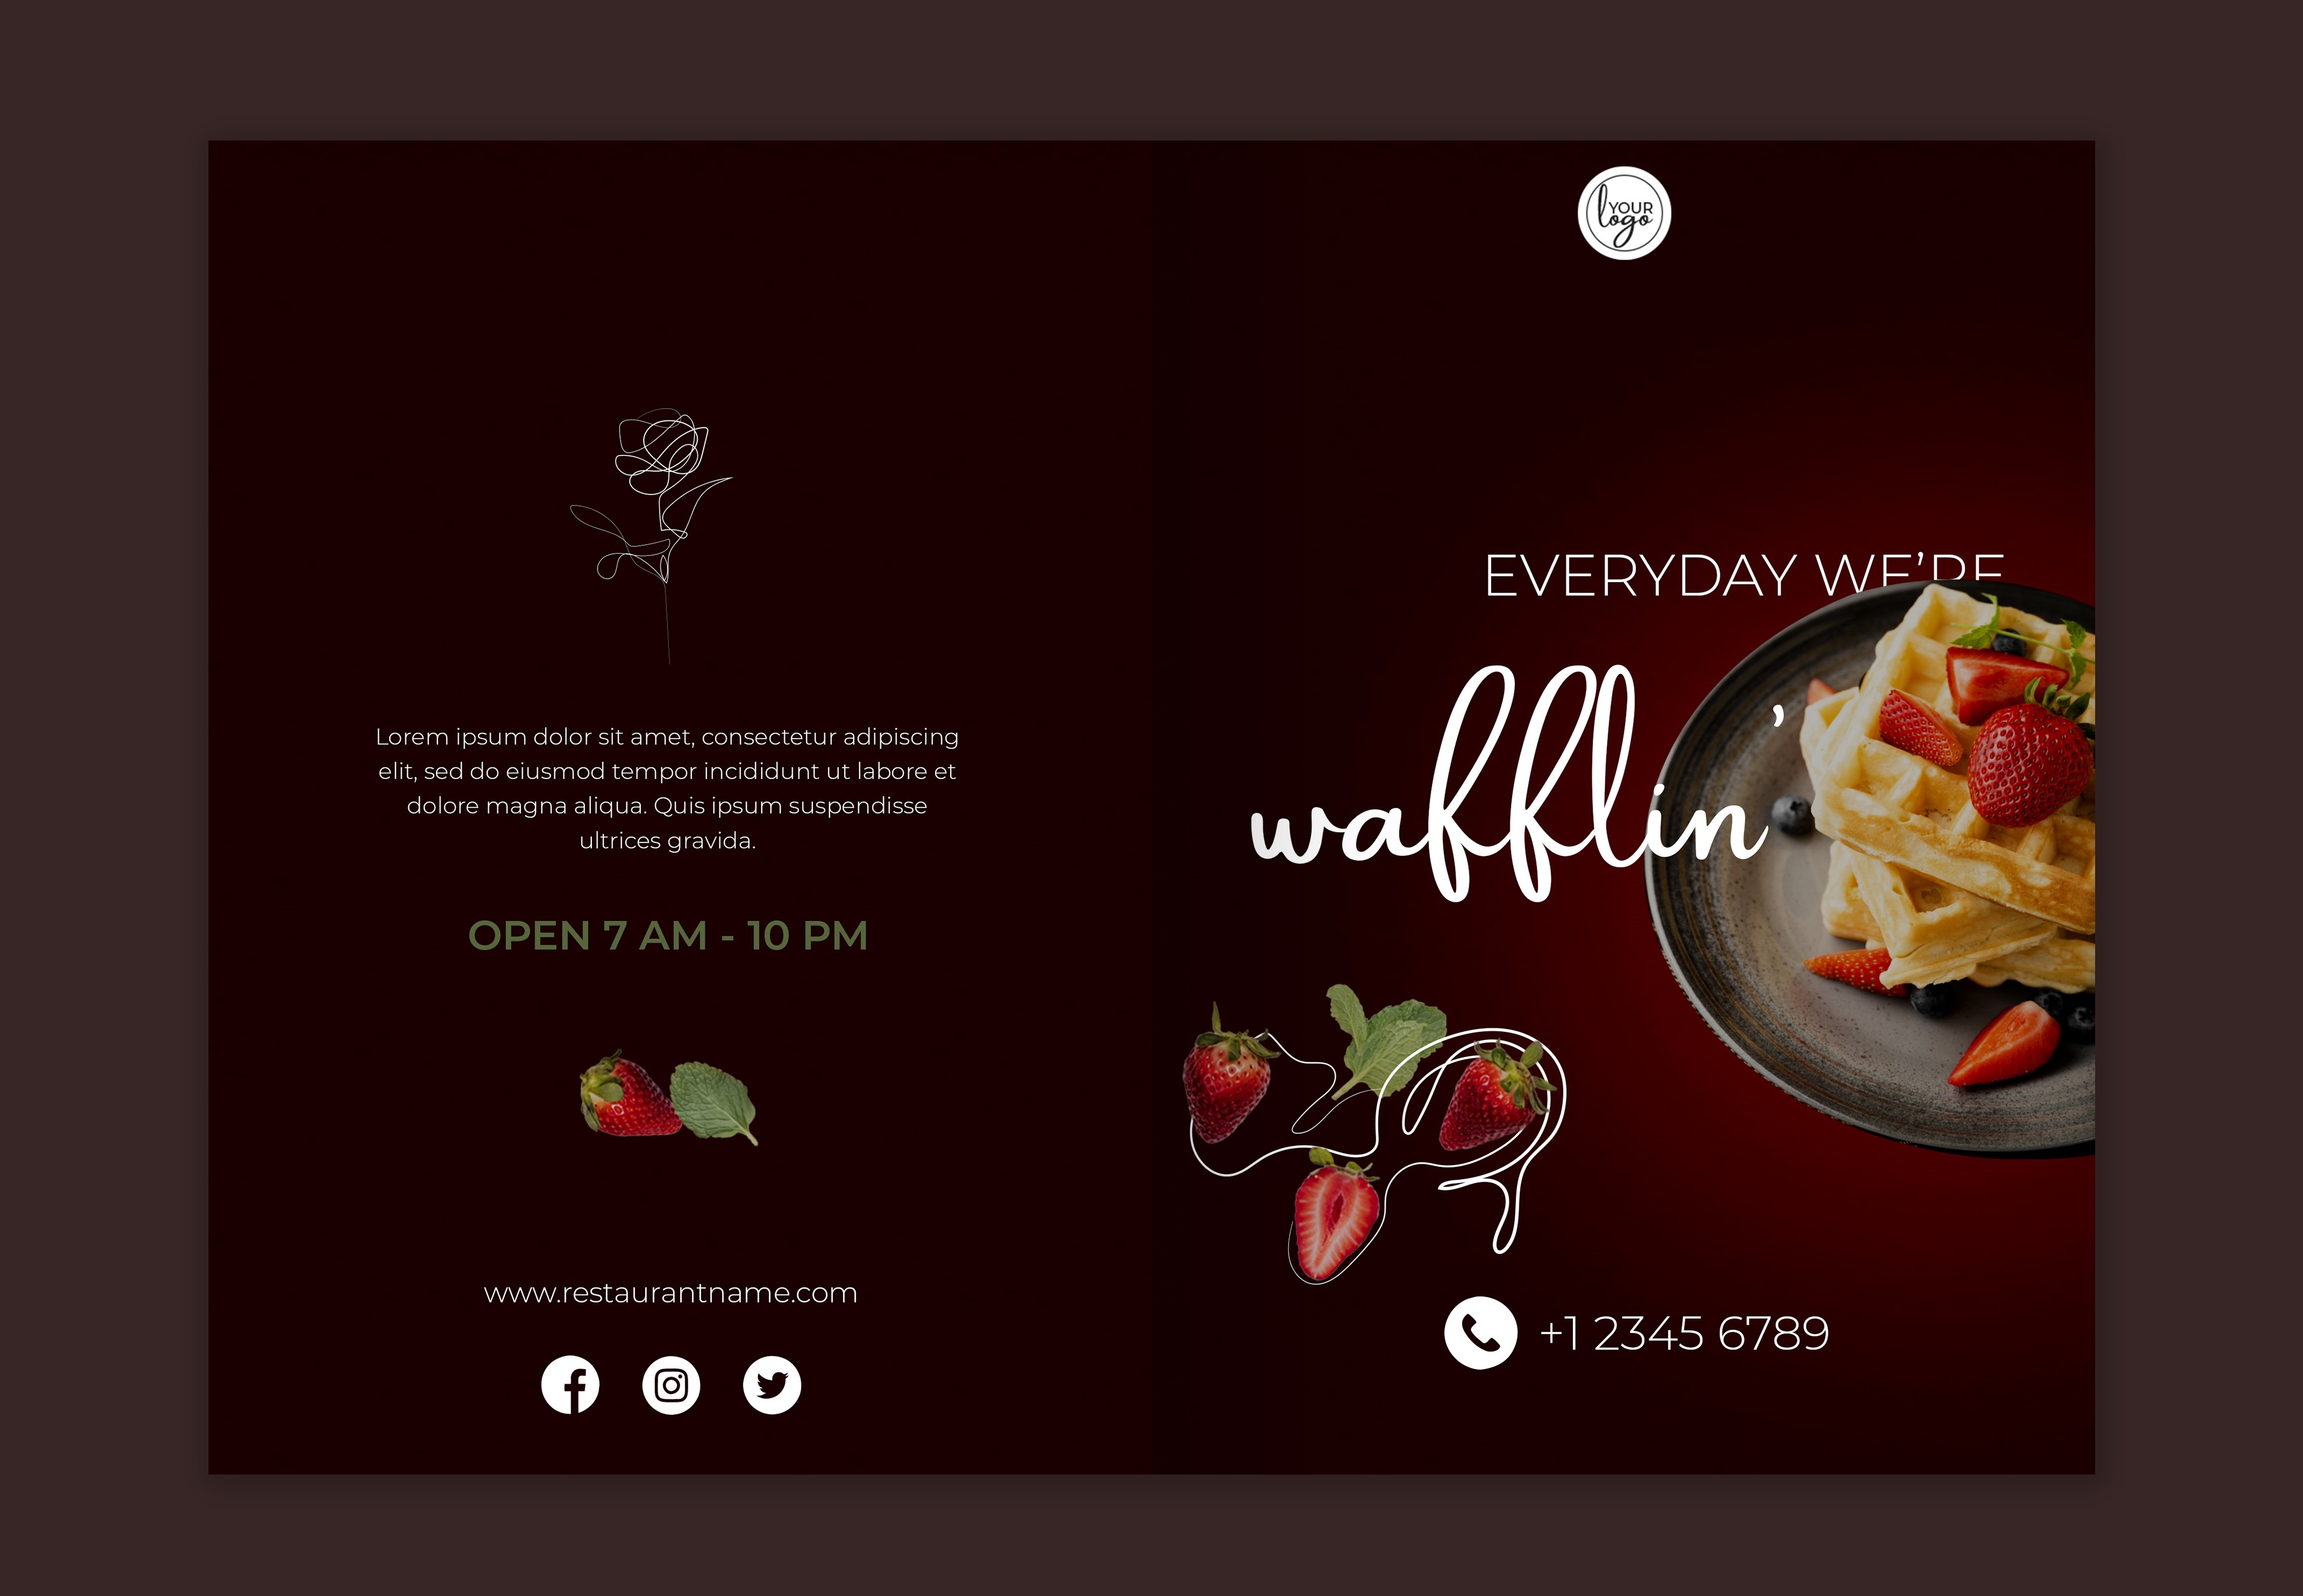 Lorem ipsum dolor sit amet, consectetur adipiscing
elit, sed do eiusmod tempor incididunt ut labore et
dolore magna aliqua. Quis ipsum suspendisse
ultrices gravida.
OPEN 7 AM - 10 PM
www.restaurantname.com
YOUR
logo
EVERYDAY WE’RE
wafflin’
+1 2345 6789